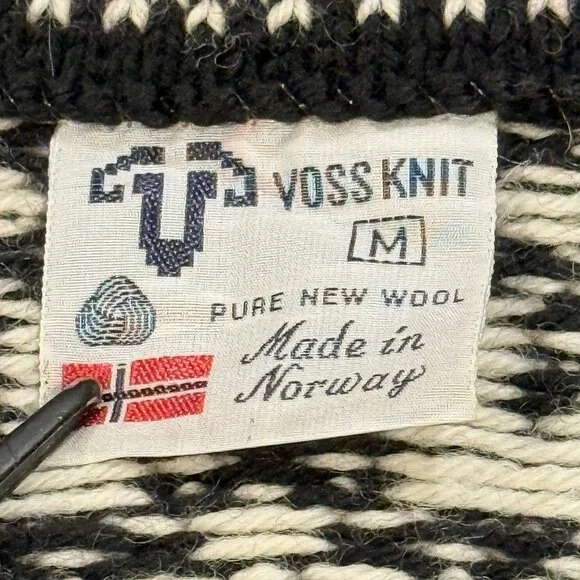 VOSS KNIT
M
PURE NEW WOOL
Made in
Norway